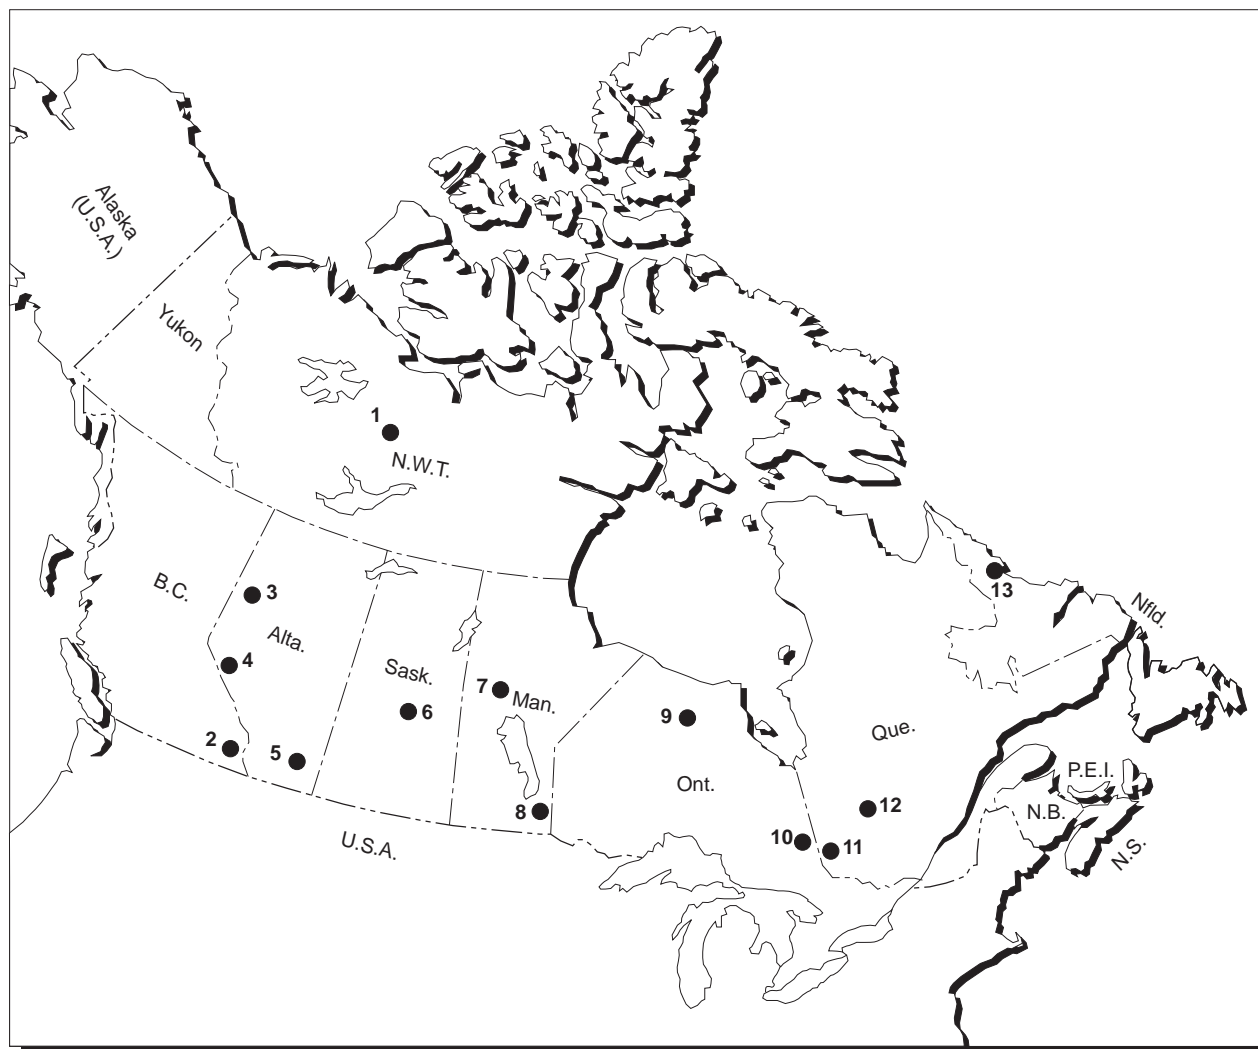 Alaska
(U.S.A.)
Yukon
1
N.W.T.
B.C.
3
Alta.
4
Sask.
6
7
Man.
2
5
8
U.S.A.
9
Ont.
Que.
10
11
12
13
Nfld.
P.E.I.
N.B.
N.S.